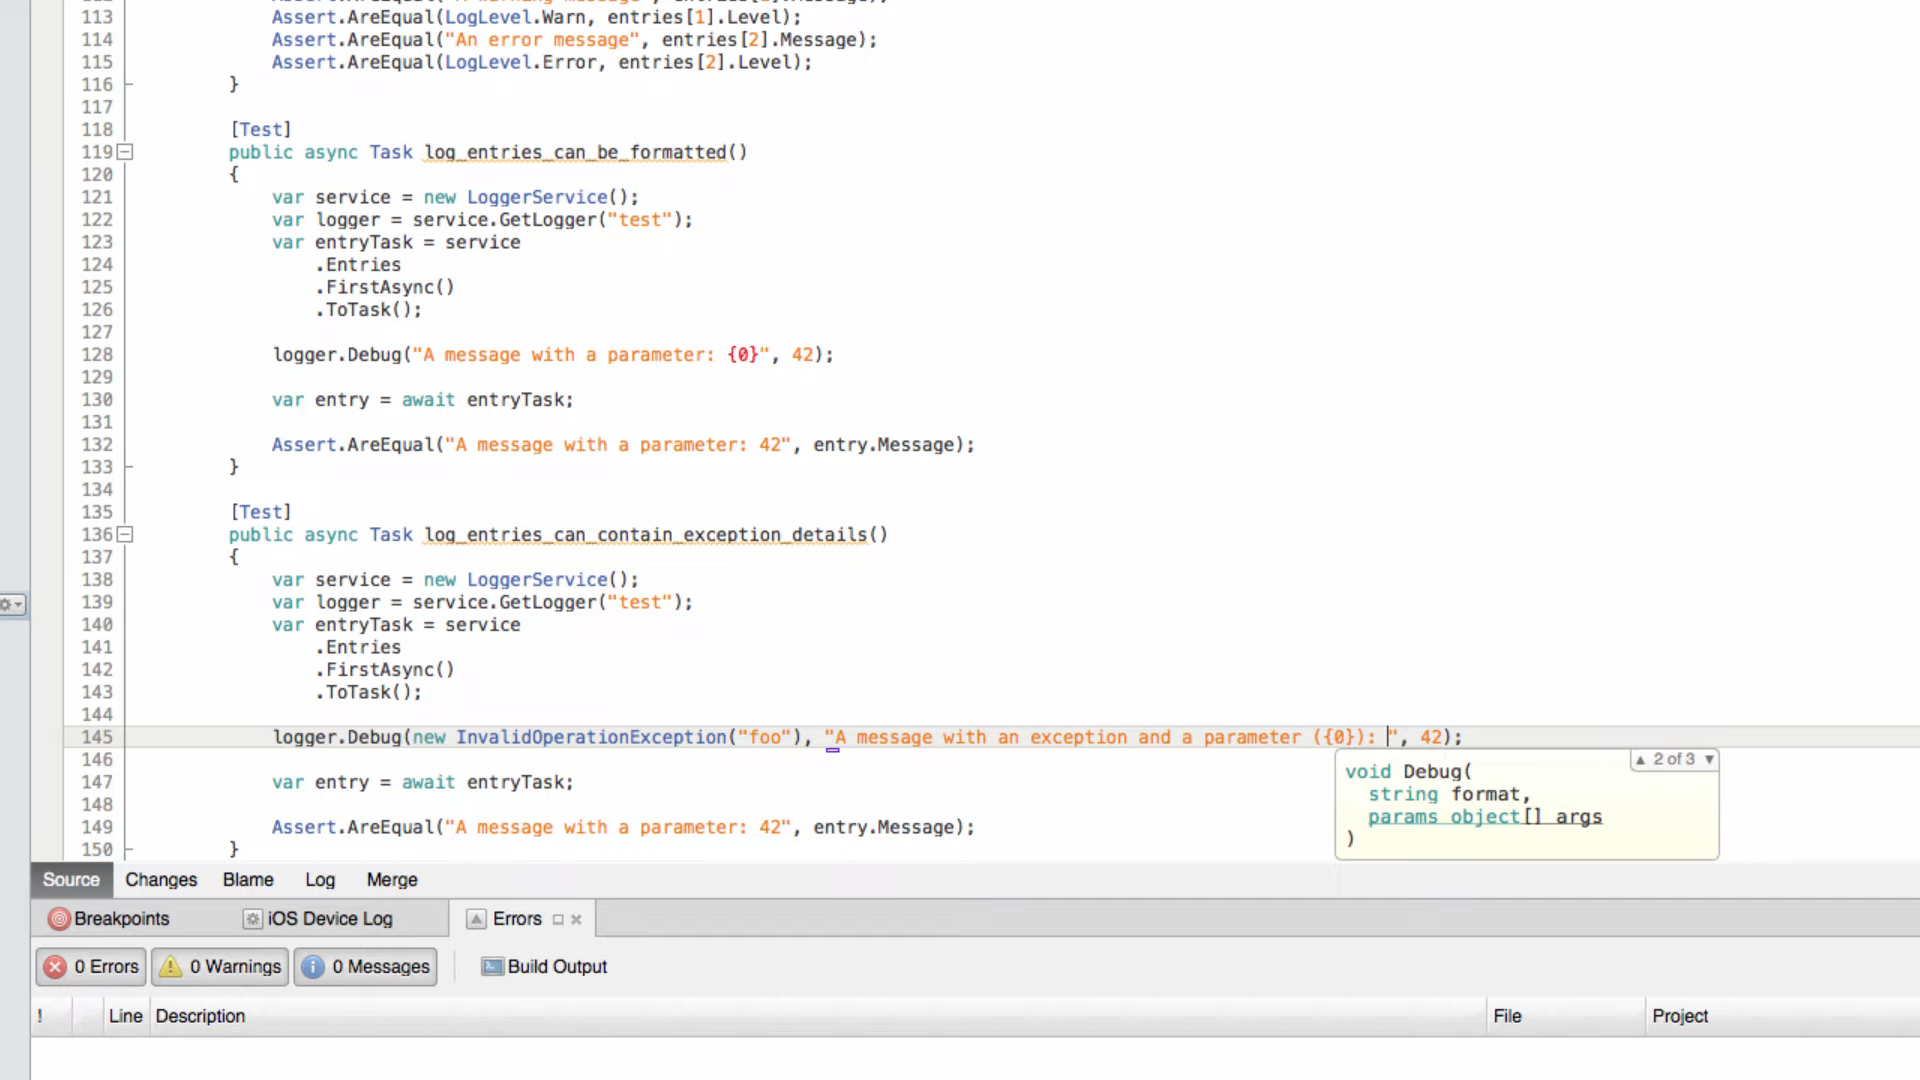 113 Assert.AreEqual(LogLevel.Warn, entries[1].Level);
114 Assert.AreEqual("An error message", entries[2].Message);
115 Assert.AreEqual(LogLevel.Error, entries[2].Level);
116 }
117
118 [Test]
119 public async Task log_entries_can_be_formatted()
120 {
121 var service = new LoggerService();
122 var logger = service.GetLogger("test");
123 var entryTask = service
124 .Entries
125 .FirstAsync()
126 .ToTask();
127
128 logger.Debug("A message with a parameter: {0}", 42);
129
130 var entry = await entryTask;
131
132 Assert.AreEqual("A message with a parameter: 42", entry.Message);
133 }
134
135 [Test]
136 public async Task log_entries_can_contain_exception_details()
137 {
138 var service = new LoggerService();
139 var logger = service.GetLogger("test");
140 var entryTask = service
141 .Entries
142 .FirstAsync()
143 .ToTask();
144
145 logger.Debug(new InvalidOperationException("foo"), "A message with an exception and a parameter ({0}): ", 42);
146
147 var entry = await entryTask;
148
149 Assert.AreEqual("A message with a parameter: 42", entry.Message);
150 }
▲ 2 of 3 ▼
void Debug(
string format,
params object[] args
)
Source Changes Blame Log Merge
Breakpoints iOS Device Log Errors
0 Errors 0 Warnings 0 Messages Build Output
! Line Description File Project